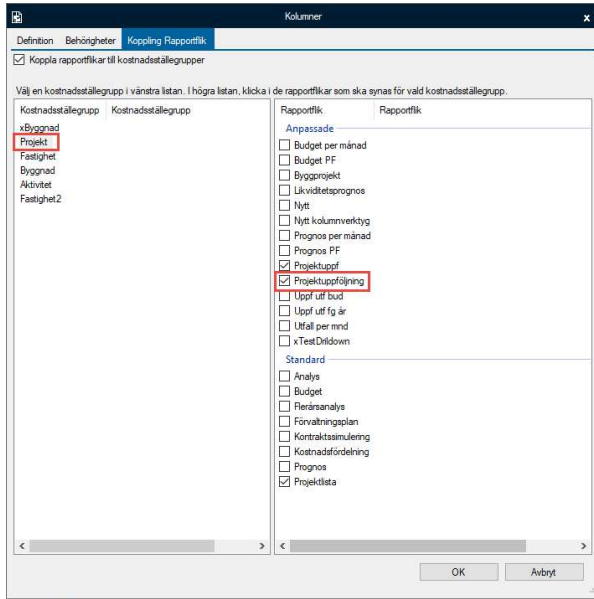 Kolumner
x
Definition Behörigheter Koppling Rapportflik
Koppla rapportflikar till kostnadsställegrupper
Välj en kostnadsställegrupp i vänstra listan. I högra listan, klicka i de rapportflikar som ska synas för vald kostnadsställegrupp.
Kostnadsställegrupp Kostnadsställegrupp
xByggnad
Projekt
Fastighet
Byggnad
Aktivitet
Fastighet2
Rapportflik Rapportflik
Anpassade
Budget per månad
Budget PF
Byggprojekt
Likviditetsprognos
Nytt
Nytt kolumnverktyg
Prognos per månad
Prognos PF
Projektuppf
Projektuppföljning
Uppf utf bud
Uppf utf fg år
Utfall per mnd
xTestDrildown
Standard
Analys
Budget
Flerårsanalys
Förvaltningsplan
Kontraktssimulering
Kostnadsfördelning
Prognos
Projektlista
OK Avbryt